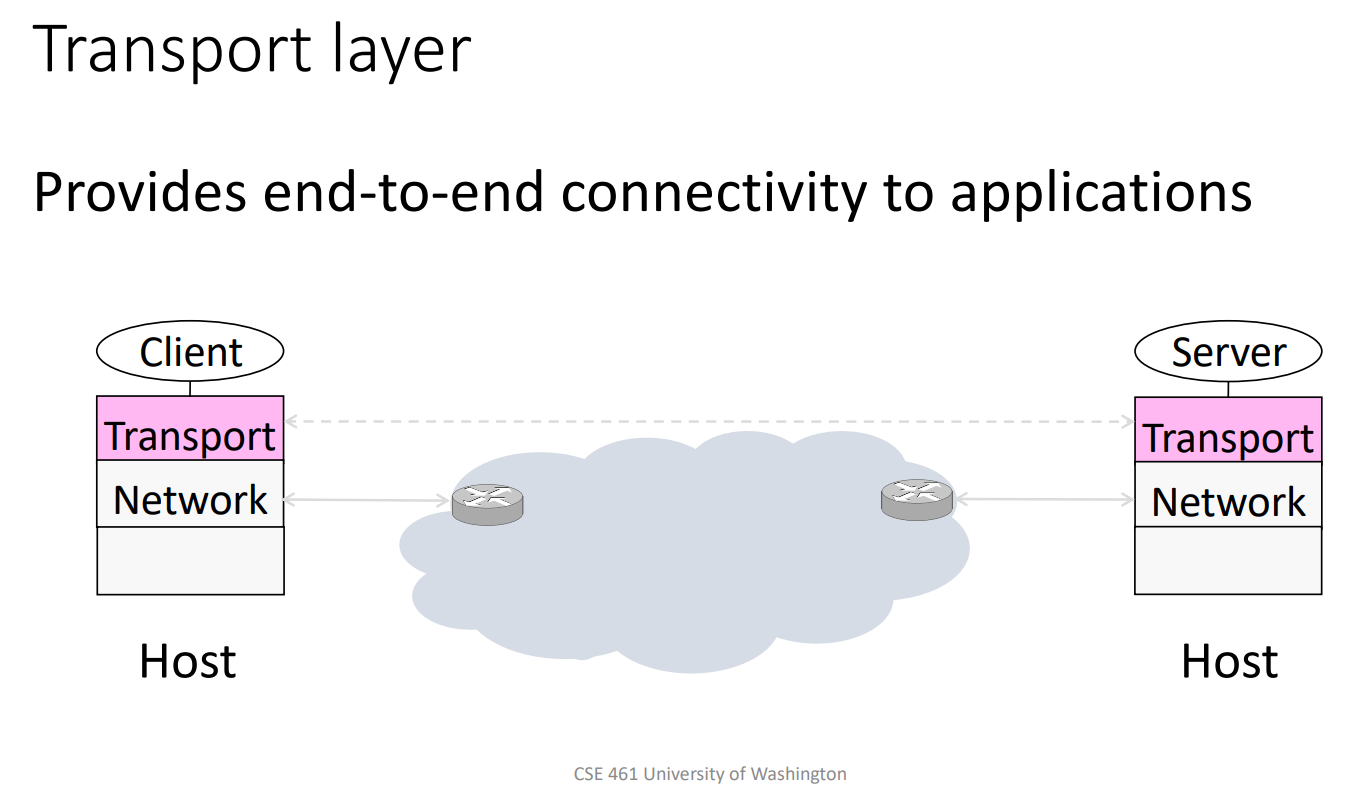 Transport layer
Provides end-to-end connectivity to applications
Client
Server
Transport
Transport
Network
Network
Host
Host
CSE 461 University of Washington